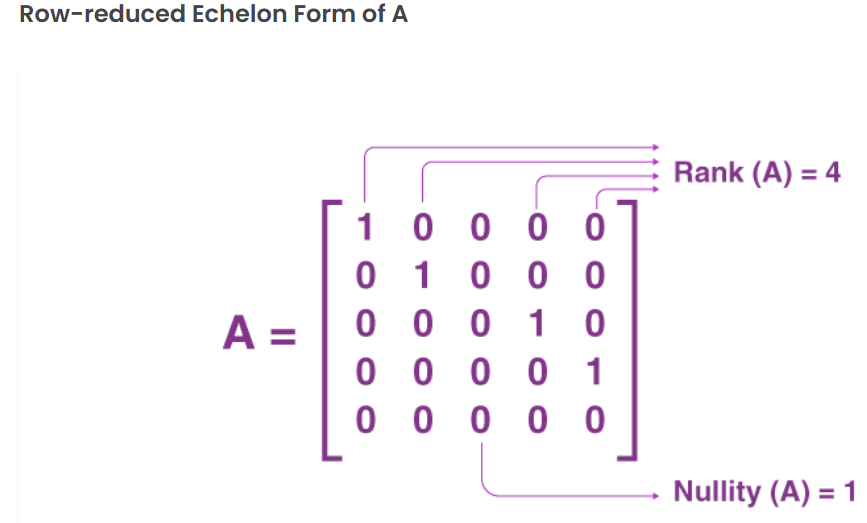 Row-reduced Echelon Form of A
Rank (A) = 4
1 0 0 0 0
0 1 0 0 0
A = 0 0 0 1 0
0 0 0 0 1
0 0 0 0 0
Nullity (A) = 1